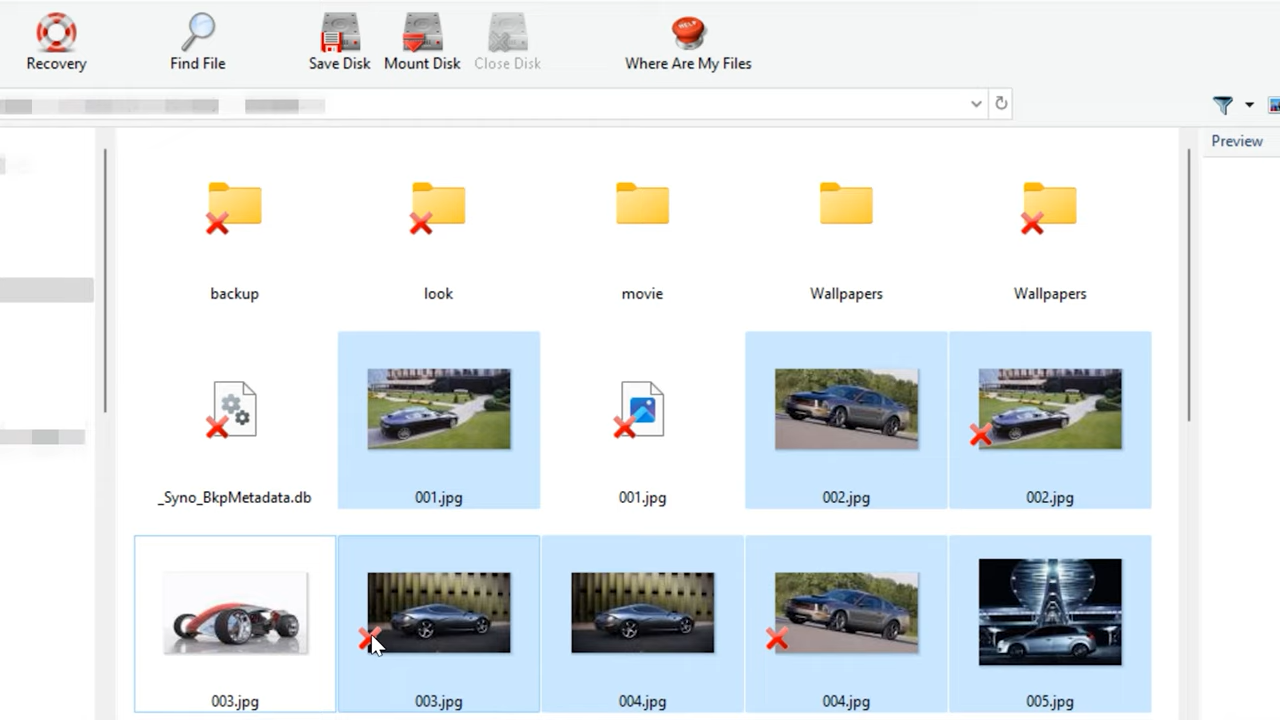 Recovery
Find File
Save Disk
Mount Disk
Close Disk
HELP
Where Are My Files
Preview
backup
look
movie
Wallpapers
Wallpapers
_Syno_BkpMetadata.db
001.jpg
001.jpg
002.jpg
002.jpg
003.jpg
003.jpg
004.jpg
004.jpg
005.jpg